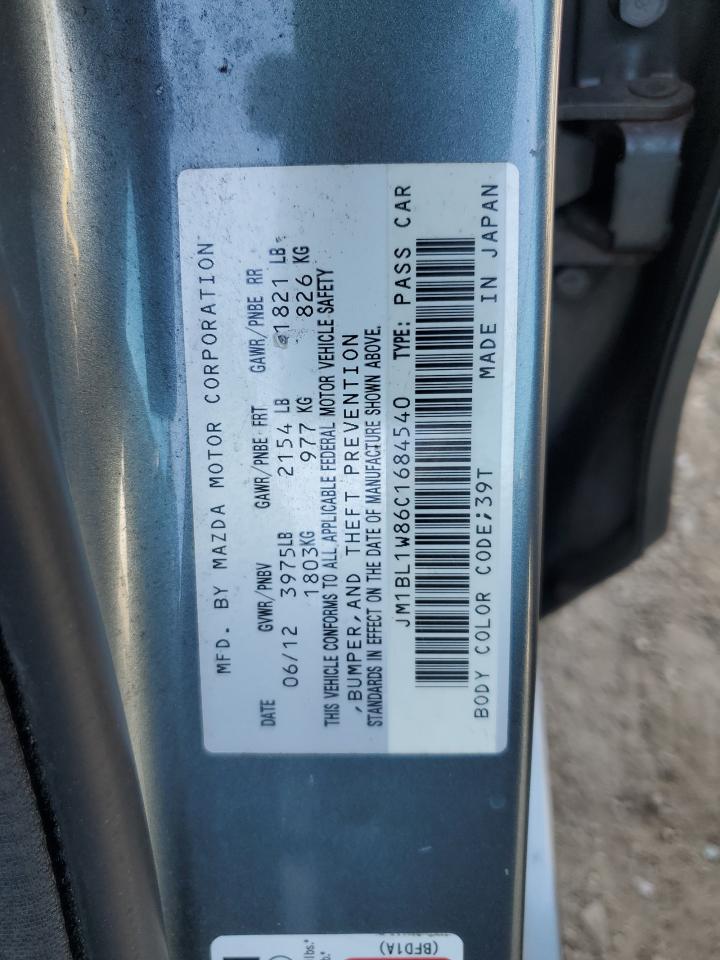 MFD. BY MAZDA MOTOR CORPORATION
DATE GVWR/PNBV GAWR/PNBE FRT GAWR/PNBE RR
06/12 3975LB 2154 LB 1821 LB
1803KG 977 KG 826 KG
THIS VEHICLE CONFORMS TO ALL APPLICABLE FEDERAL MOTOR VEHICLE SAFETY
,BUMPER,AND THEFT PREVENTION
STANDARDS IN EFFECT ON THE DATE OF MANUFACTURE SHOWN ABOVE.
JM1BL1W86C1684540 TYPE: PASS CAR
BODY COLOR CODE;39T MADE IN JAPAN
(BFD1A)
lbs.*